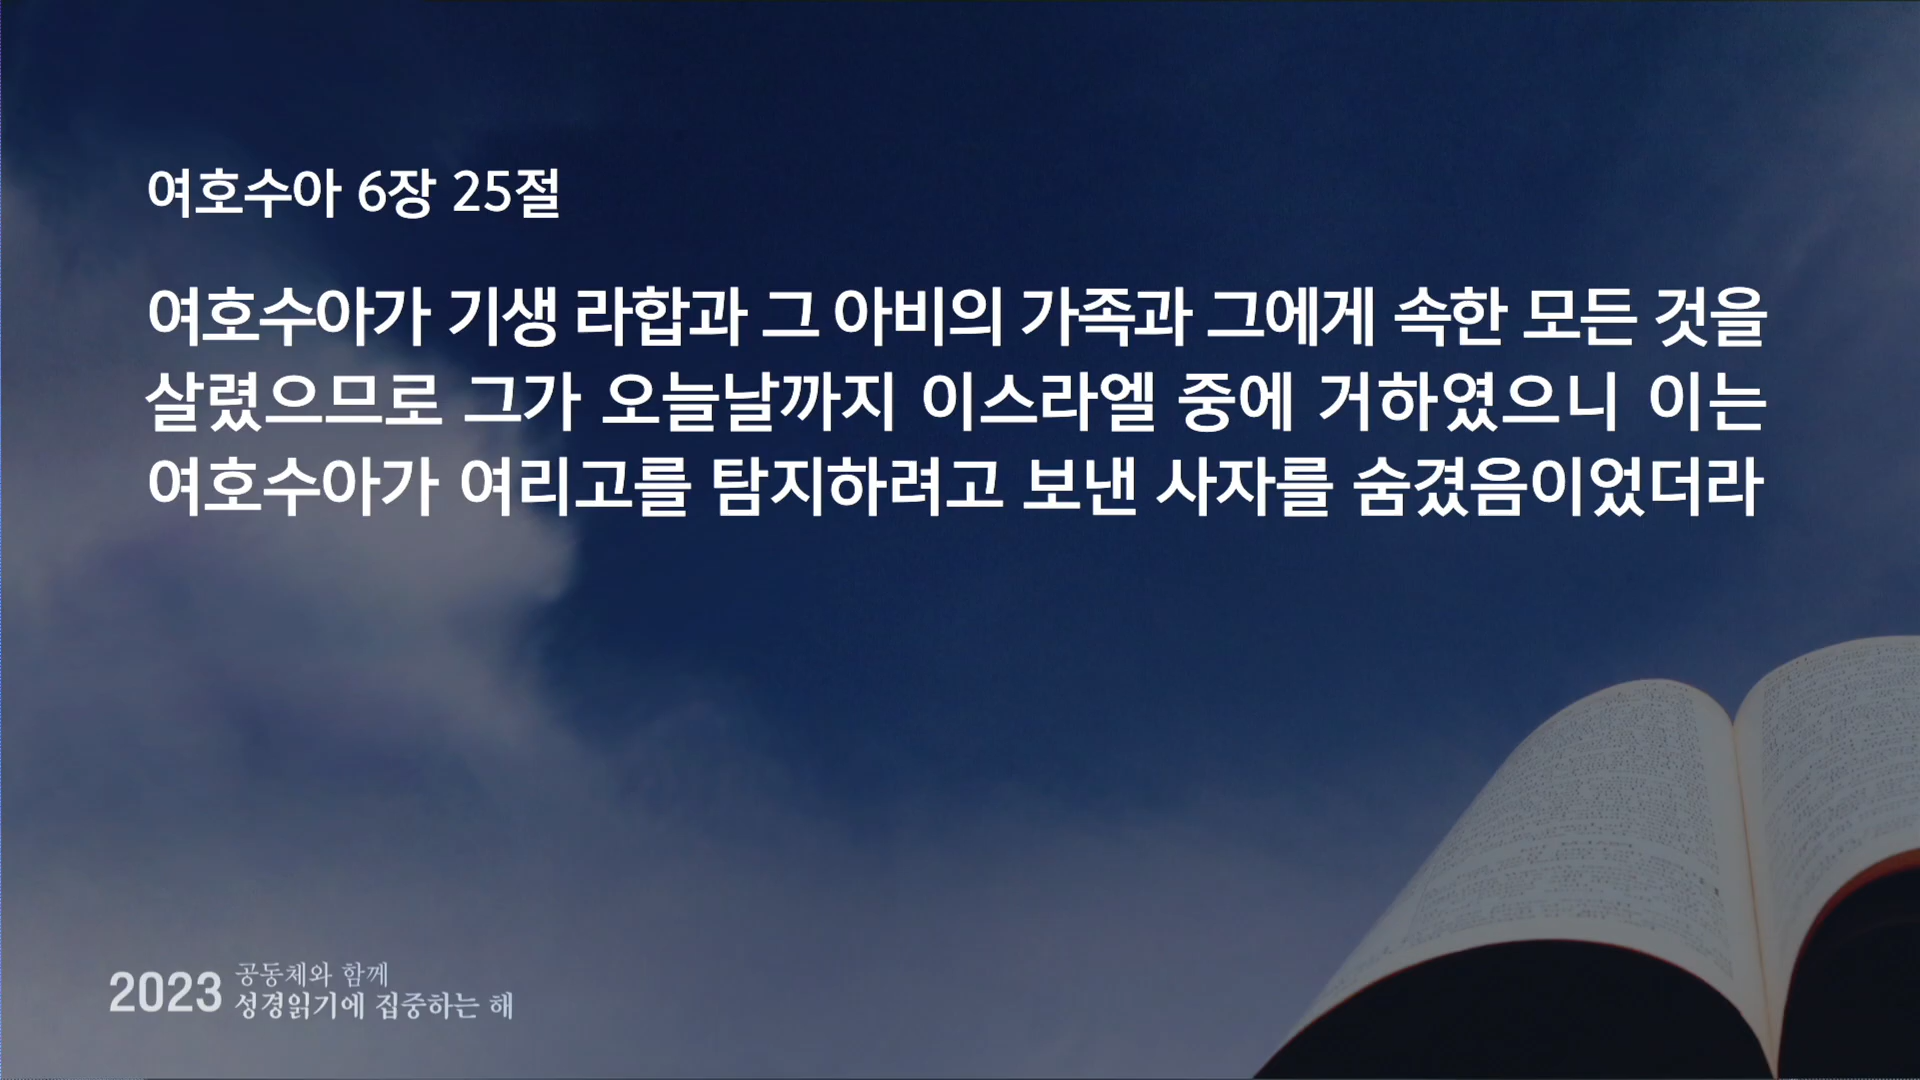 여호수아 6장 25절
여호수아가 기생 라합과 그 아비의 가족과 그에게 속한 모든 것을
살렸으므로 그가 오늘날까지 이스라엘 중에 거하였으니 이는
여호수아가 여리고를 탐지하려고 보낸 사자를 숨겼음이었더라
2023 공동체와 함께
성경읽기에 집중하는 해